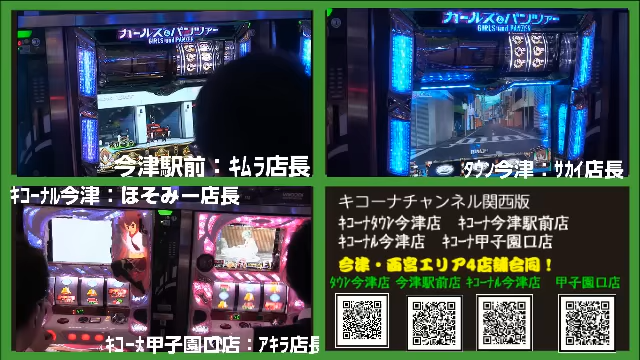 ガールズ&パンツァー
GIRLS und PANZER
今津駅前：ｷﾑﾗ店長
ガールズ&パンツァー
GIRLS und PANZER
ﾀｳﾝ今津：ｻｶｲ店長
ｷｺｰﾅﾙ今津：ほそみー店長
ｷｺｰﾅ甲子園口店：ｱｷﾗ店長
キコーナチャンネル関西版
ｷｺｰﾅﾀｳﾝ今津店 ｷｺｰﾅ今津駅前店
ｷｺｰﾅﾙ今津店 ｷｺｰﾅ甲子園口店
今津・西宮エリア4店舗合同！
ﾀｳﾝ今津店 今津駅前店 ｷｺｰﾅﾙ今津店 甲子園口店